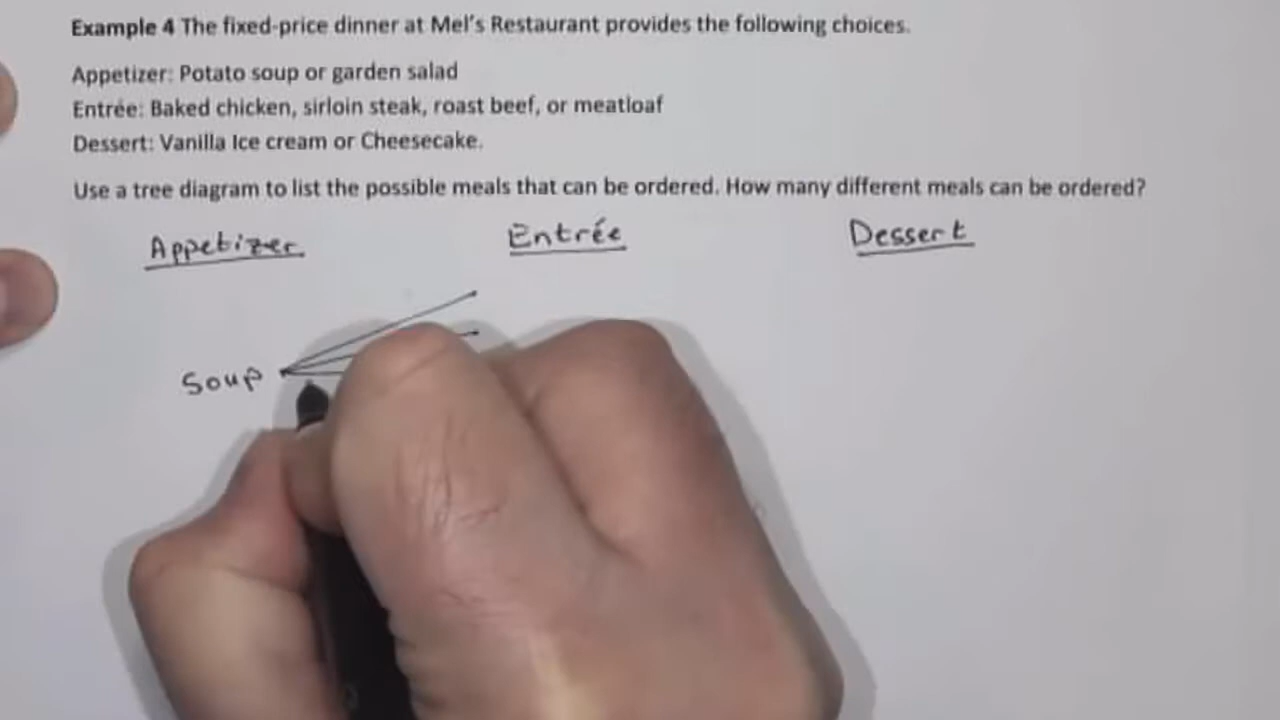 Example 4 The fixed-price dinner at Mel's Restaurant provides the following choices.
Appetizer: Potato soup or garden salad
Entrée: Baked chicken, sirloin steak, roast beef, or meatloaf
Dessert: Vanilla Ice cream or Cheesecake.
Use a tree diagram to list the possible meals that can be ordered. How many different meals can be ordered?
Appetizer Entrée Dessert
Soup